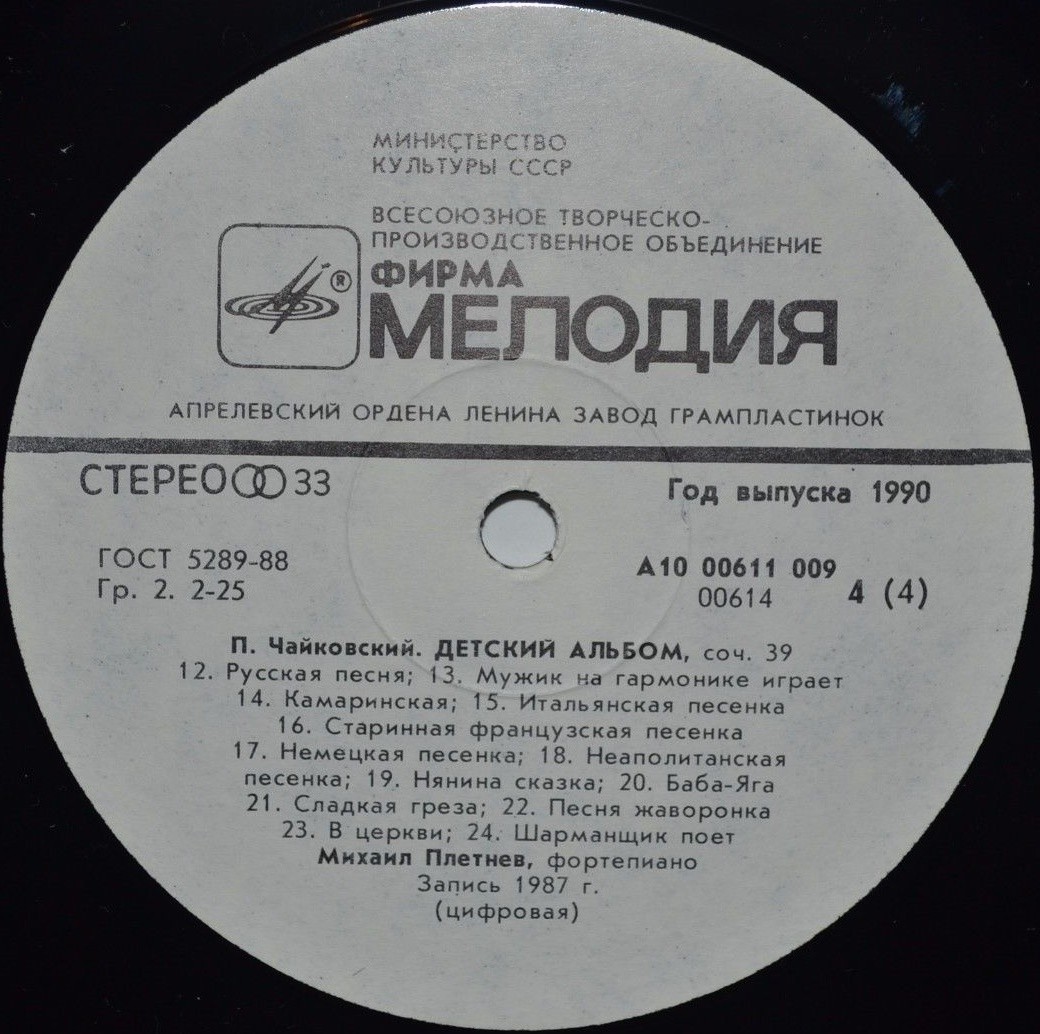 МИНИСТЕРСТВО
КУЛЬТУРЫ СССР
ВСЕСОЮЗНОЕ ТВОРЧЕСКО-
ПРОИЗВОДСТВЕННОЕ ОБЪЕДИНЕНИЕ
ФИРМА
®
МЕЛОДИЯ
АПРЕЛЕВСКИЙ ОРДЕНА ЛЕНИНА ЗАВОД ГРАМПЛАСТИНОК
СТЕРЕО 33
Год выпуска 1990
ГОСТ 5289-88
Гр. 2. 2-25
А10 00611 009
00614 4 (4)
П. Чайковский. ДЕТСКИЙ АЛЬБОМ, соч. 39
12. Русская песня; 13. Мужик на гармонике играет
14. Камаринская; 15. Итальянская песенка
16. Старинная французская песенка
17. Немецкая песенка; 18. Неаполитанская
песенка; 19. Нянина сказка; 20. Баба-Яга
21. Сладкая греза; 22. Песня жаворонка
23. В церкви; 24. Шарманщик поет
Михаил Плетнев, фортепиано
Запись 1987 г.
(цифровая)